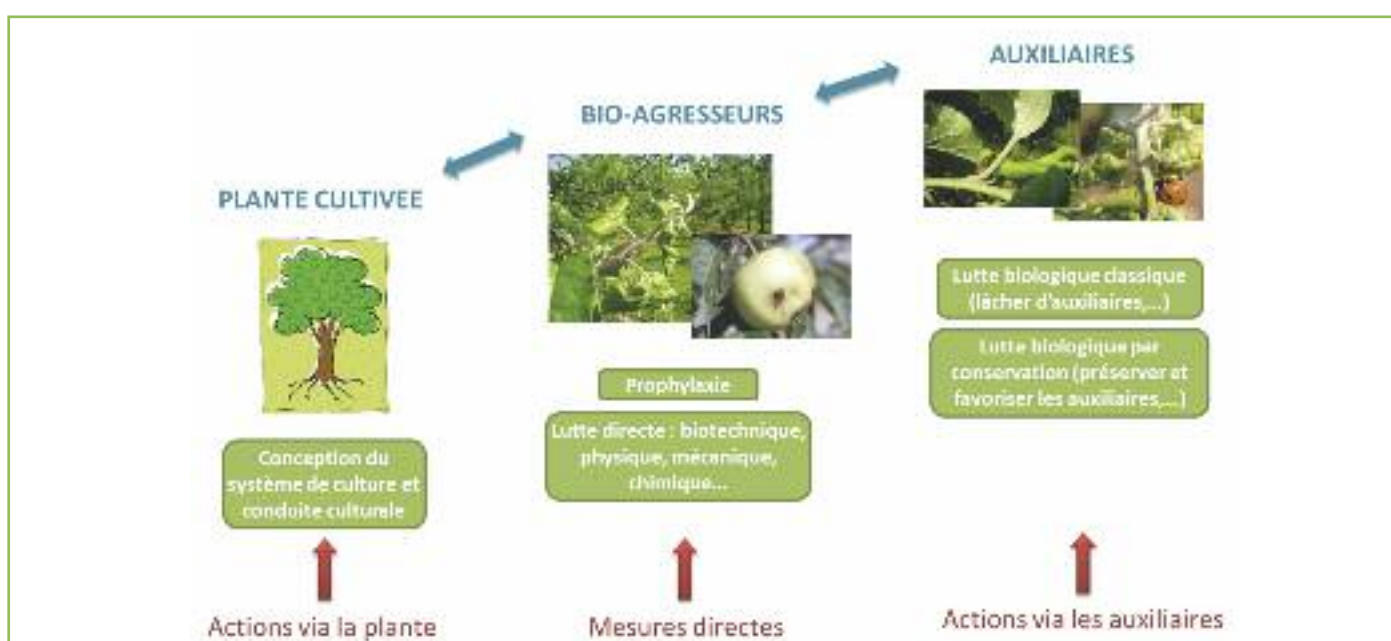 AUXILIAIRES
BIO-AGRESSEURS
PLANTE CULTIVEE
Conception du
système de culture et
conduite culturale
Prophylaxie
Lutte directe : biotechnique,
physique, mécanique,
chimique...
Lutte biologique classique
(lâcher d'auxiliaires,...)
Lutte biologique par
conservation (préserver et
favoriser les auxiliaires,...)
Actions via la plante
Mesures directes
Actions via les auxiliaires